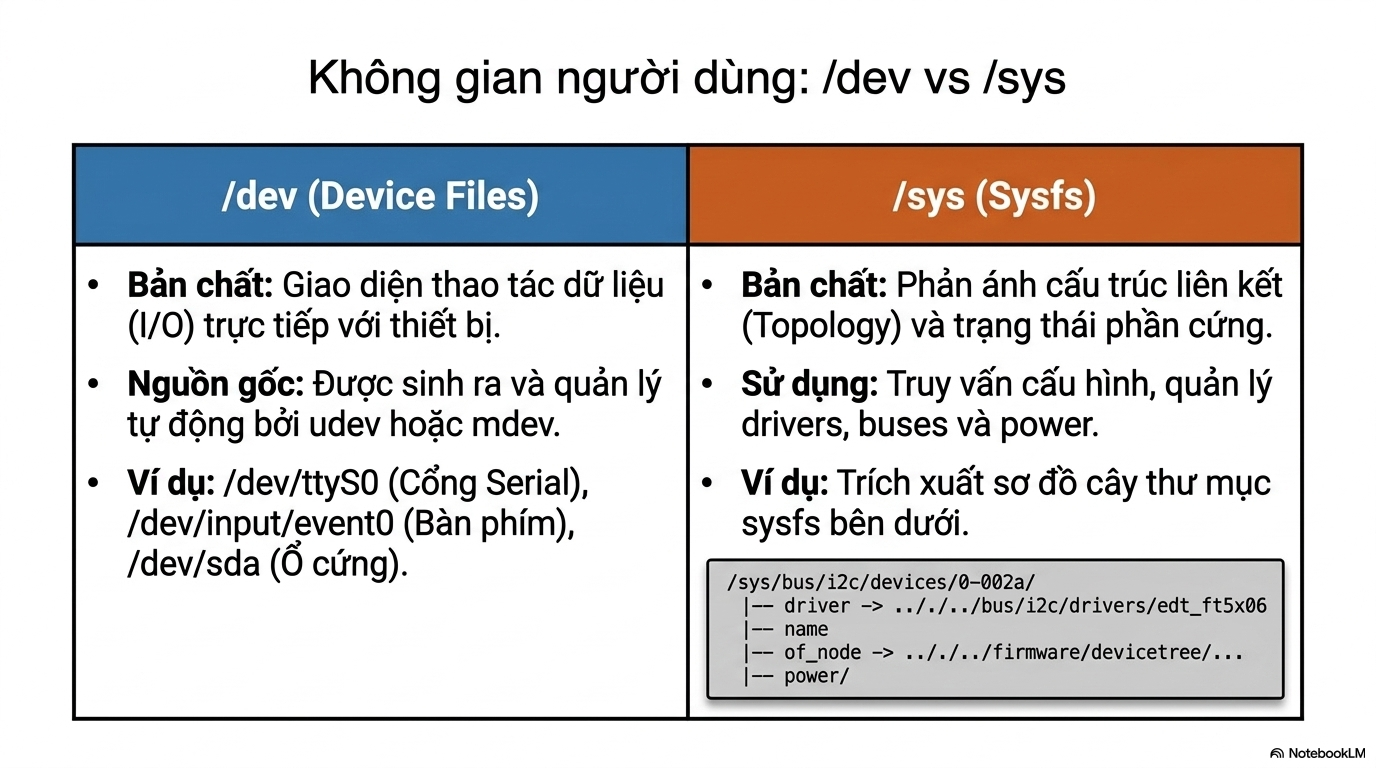 Không gian người dùng: /dev vs /sys
/dev (Device Files)
• Bản chất: Giao diện thao tác dữ liệu
(I/O) trực tiếp với thiết bị.
• Nguồn gốc: Được sinh ra và quản lý
tự động bởi udev hoặc mdev.
• Ví dụ: /dev/ttyS0 (Cổng Serial),
/dev/input/event0 (Bàn phím),
/dev/sda (Ổ cứng).
/sys (Sysfs)
• Bản chất: Phản ánh cấu trúc liên kết
(Topology) và trạng thái phần cứng.
• Sử dụng: Truy vấn cấu hình, quản lý
drivers, buses và power.
• Ví dụ: Trích xuất sơ đồ cây thư mục
sysfs bên dưới.
/sys/bus/i2c/devices/0-002a/
|-- driver -> .././../bus/i2c/drivers/edt_ft5x06
|-- name
|-- of_node -> .././../firmware/devicetree/...
|-- power/
NotebookLM